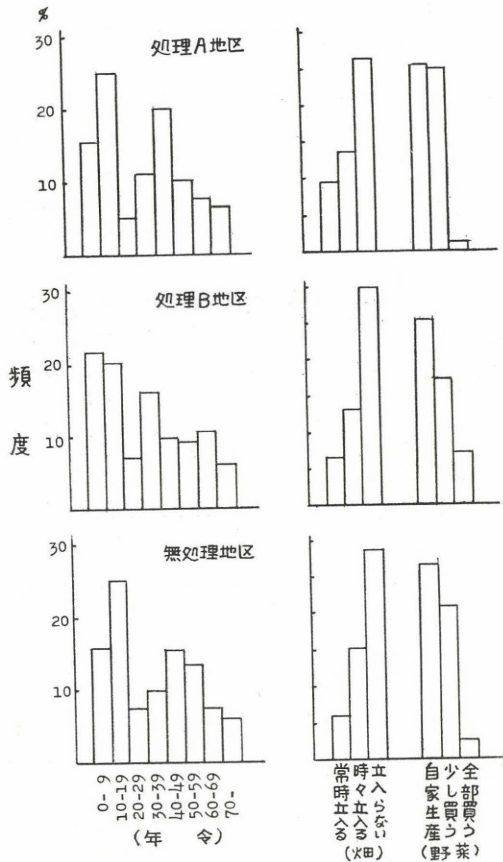 %
30
20
10
処理A地区
30
20
10
処理B地区
頻度
30
20
10
無処理地区
0-9
10-19
20-29
30-39
40-49
50-59
60-69
70-
(年 令)
常時立入る
時々立入る
立入らない
(畑)
自家生産
少し買う
全部買う
(野菜)